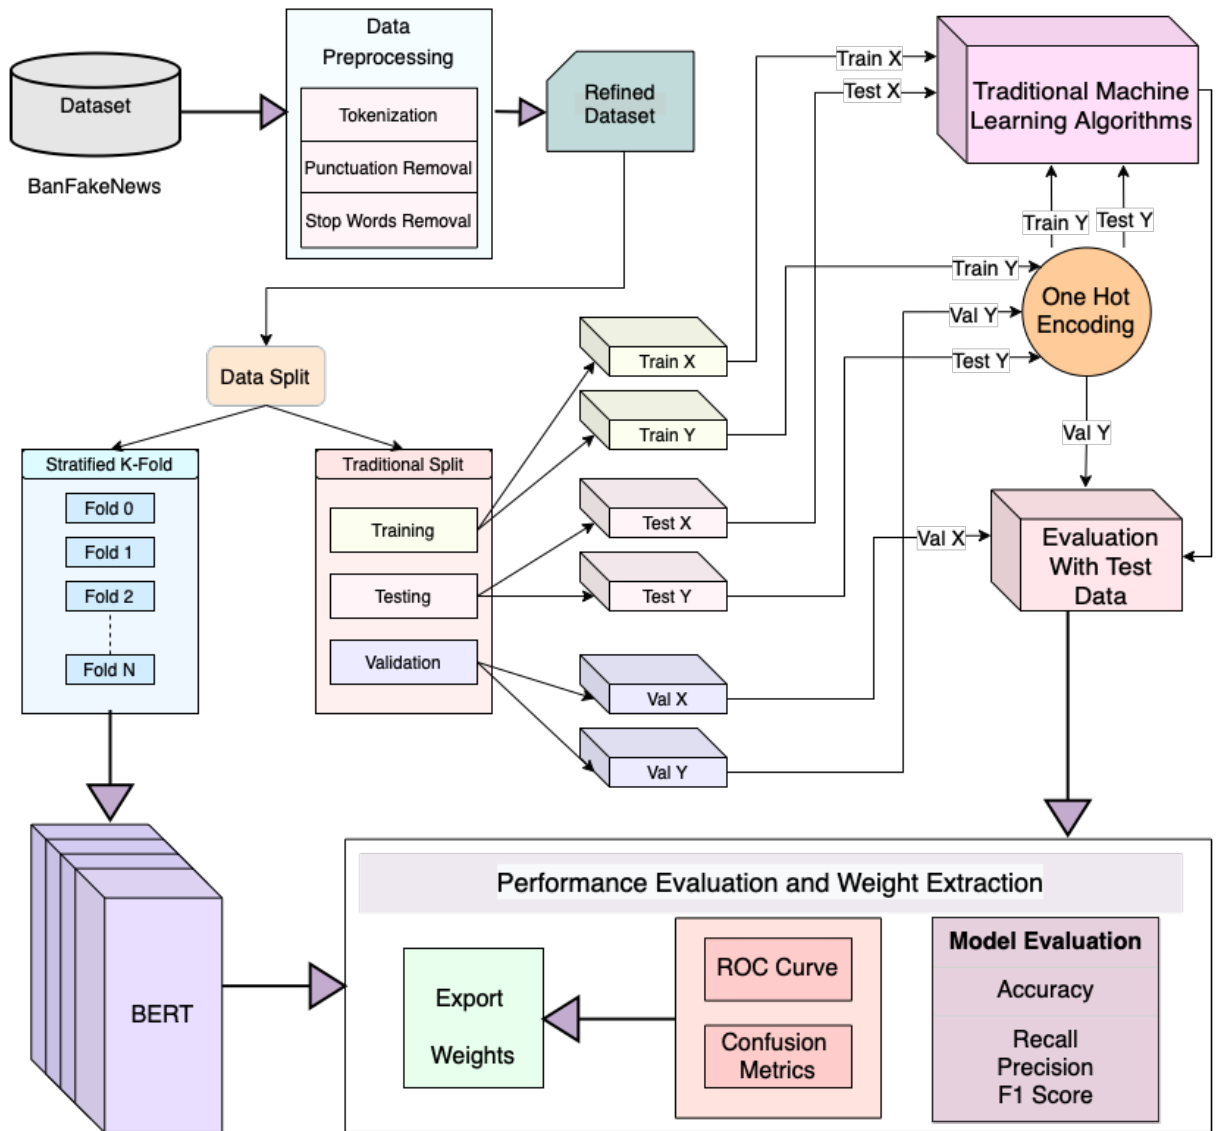 Data
Preprocessing
Dataset
BanFakeNews
Tokenization
Punctuation Removal
Stop Words Removal
Refined
Dataset
Train X
Test X
Traditional Machine
Learning Algorithms
Train Y
Test Y
Train Y
Val Y
Test Y
One Hot
Encoding
Val Y
Data Split
Stratified K-Fold
Fold 0
Fold 1
Fold 2
Fold N
Traditional Split
Training
Testing
Validation
Train X
Train Y
Test X
Test Y
Val X
Val Y
Val X
Evaluation
With Test
Data
BERT
Performance Evaluation and Weight Extraction
Export
Weights
ROC Curve
Confusion
Metrics
Model Evaluation
Accuracy
Recall
Precision
F1 Score